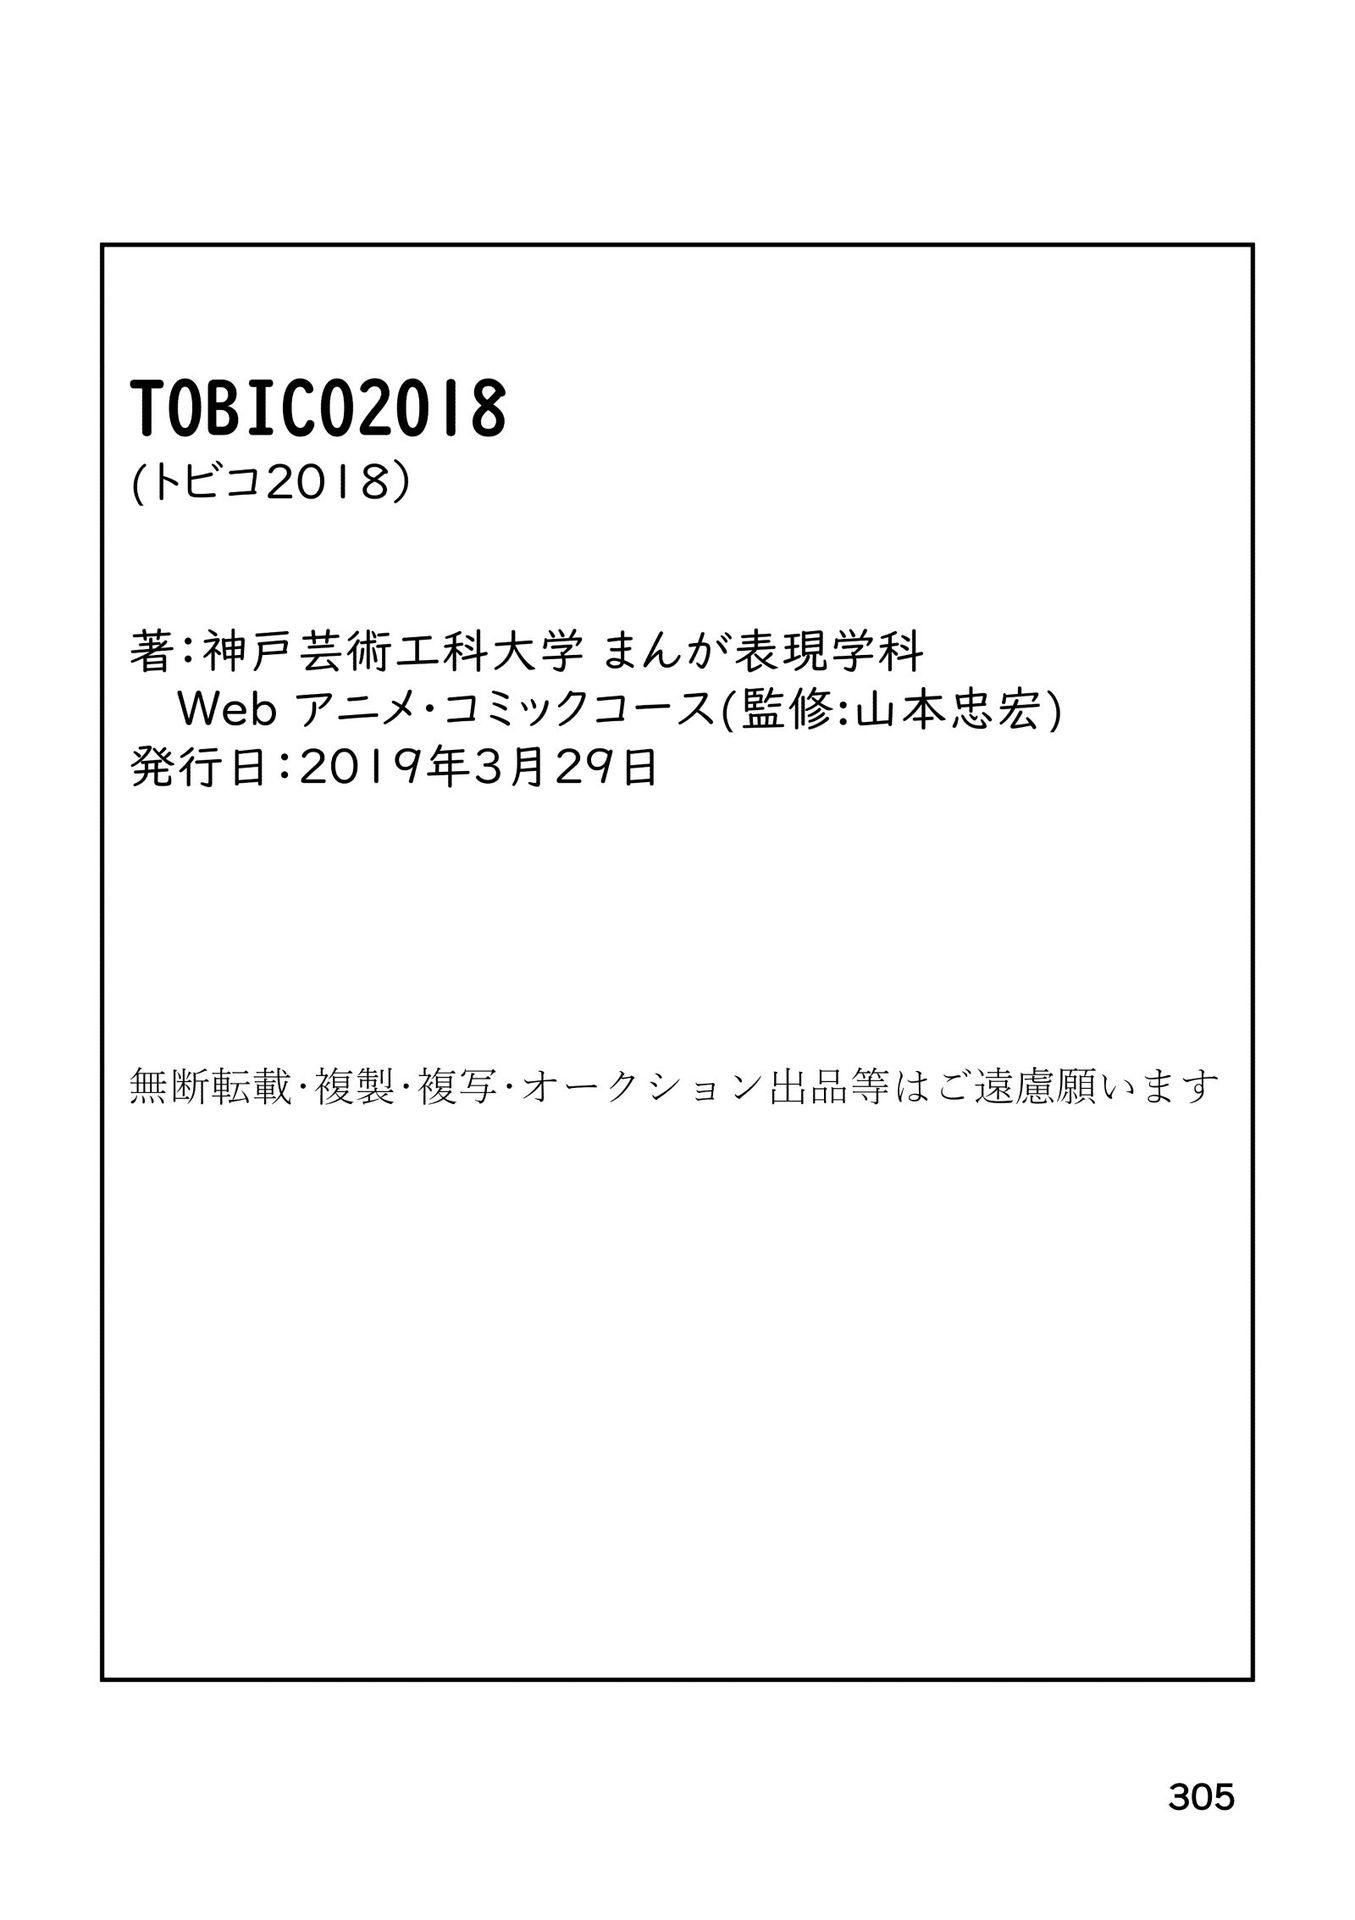 TOBICO2018
(トビコ2018)
著：神戸芸術工科大学 まんが表現学科
Web アニメ・コミックコース(監修:山本忠宏)
発行日：2019年3月29日
無断転載・複製・複写・オークション出品等はご遠慮願います
305